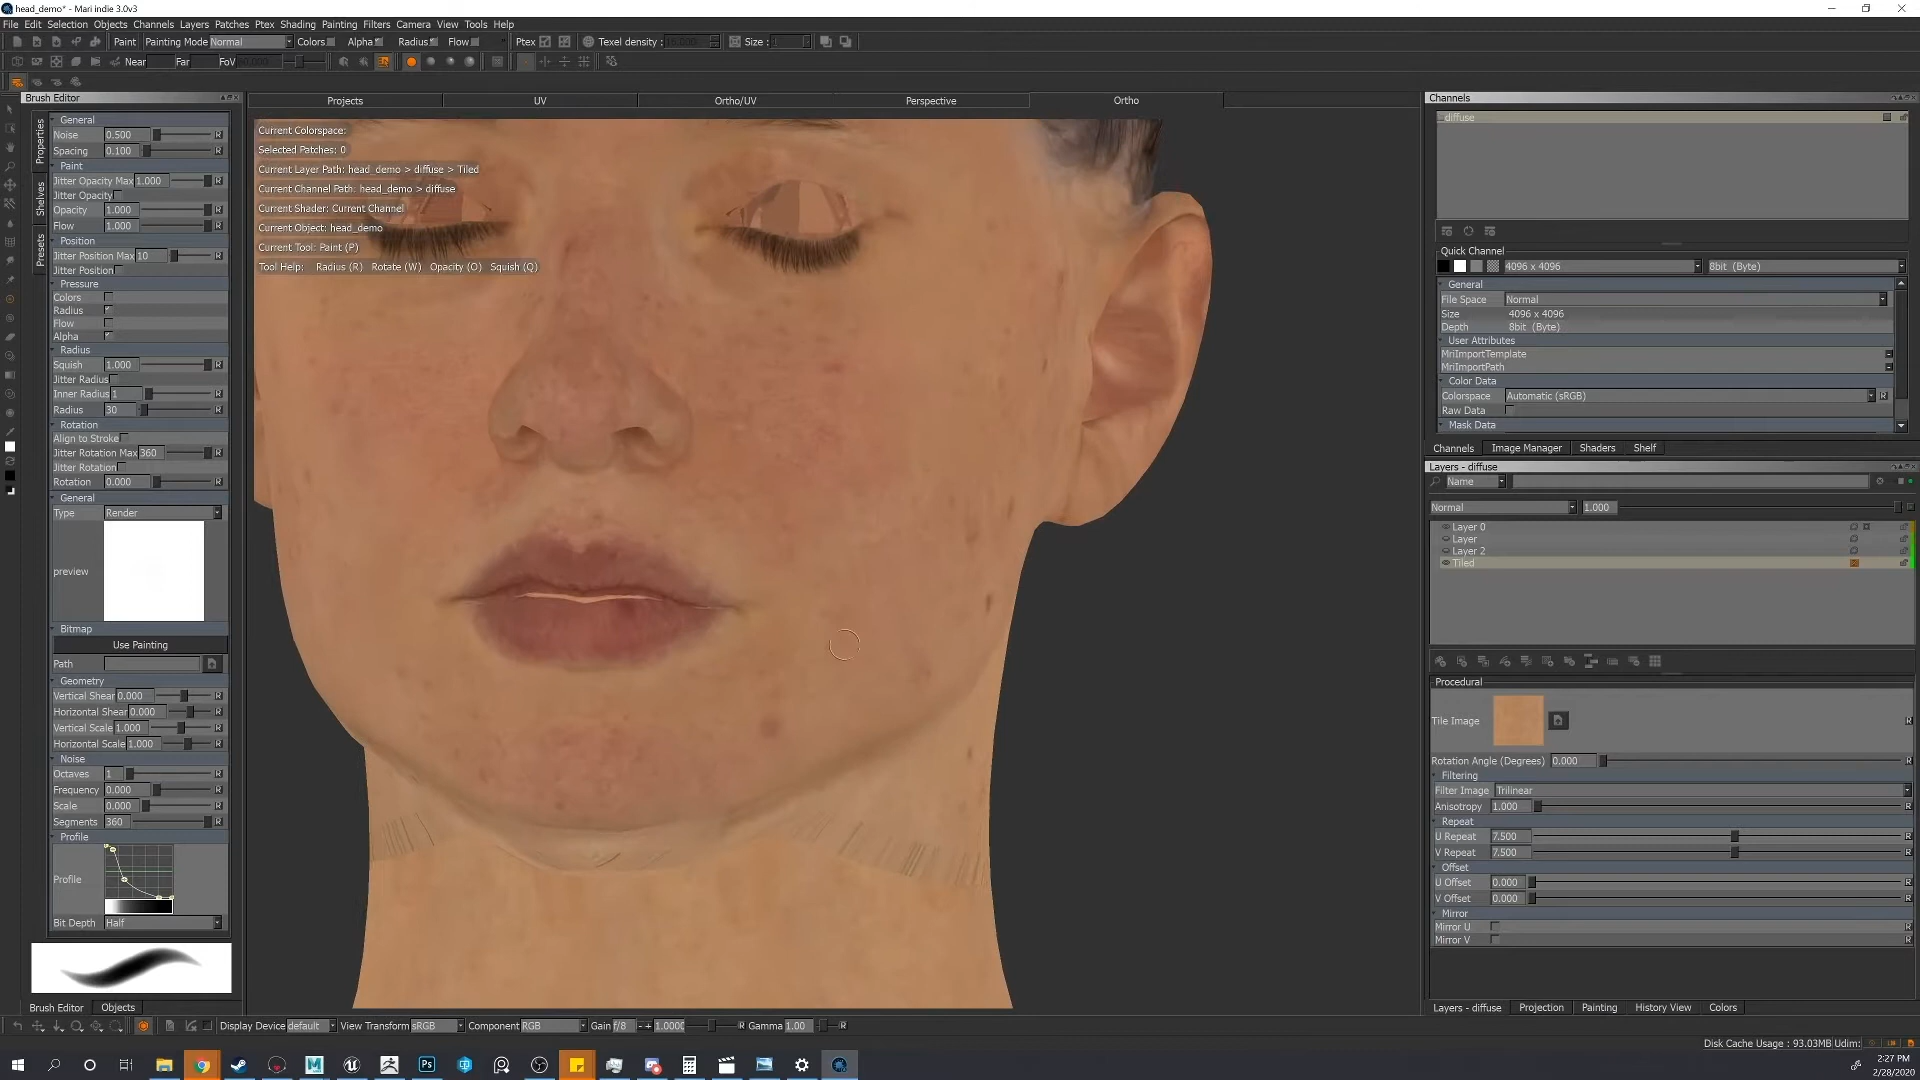 head_demo* - Mari indie 3.0v3
File Edit Selection Objects Channels Layers Patches Ptex Shading Painting Filters Camera View Tools Help
Paint Painting Mode Normal Colors Alpha Radius Flow Ptex Texel density: Size :
Near Far FoV
Brush Editor
Projects UV Ortho/UV Perspective Ortho
Properties
Shelves
Presets
General
Noise 0.500 R
Spacing 0.100 R
Paint
Jitter Opacity Max 1.000 R
Jitter Opacity
Opacity 1.000 R
Flow 1.000 R
Position
Jitter Position Max 10 R
Jitter Position
Pressure
Colors
Radius
Flow
Alpha
Radius
Squish 1.000 R
Jitter Radius
Inner Radius 1 R
Radius 30 R
Rotation
Align to Stroke
Jitter Rotation Max 360 R
Jitter Rotation
Rotation 0.000 R
General
Type Render
preview
Bitmap
Use Painting
Path
Geometry
Vertical Shear 0.000 R
Horizontal Shear 0.000 R
Vertical Scale 1.000 R
Horizontal Scale 1.000 R
Noise
Octaves 1 R
Frequency 0.000 R
Scale 0.000 R
Segments 360 R
Profile
Profile
Bit Depth Half
Brush Editor Objects
Current Colorspace:
Selected Patches: 0
Current Layer Path: head_demo > diffuse > Tiled
Current Channel Path: head_demo > diffuse
Current Shader: Current Channel
Current Object: head_demo
Current Tool: Paint (P)
Tool Help: Radius (R) Rotate (W) Opacity (O) Squish (Q)
Channels
diffuse
Quick Channel
4096 x 4096 8bit (Byte)
General
File Space Normal
Size 4096 x 4096
Depth 8bit (Byte)
User Attributes
MriImportTemplate
MriImportPath
Color Data
Colorspace Automatic (sRGB) R
Raw Data
Mask Data
Channels Image Manager Shaders Shelf
Layers - diffuse
Name
Normal 1.000
Layer 0
Layer
Layer 2
Tiled
Procedural
Tile Image R
Rotation Angle (Degrees) 0.000 R
Filtering
Filter Image Trilinear
Anisotropy 1.000 R
Repeat
U Repeat 7.500 R
V Repeat 7.500 R
Offset
U Offset 0.000 R
V Offset 0.000 R
Mirror
Mirror U R
Mirror V R
Layers - diffuse Projection Painting History View Colors
Display Device default View Transform sRGB Component RGB Gain f/8 - + 1.0000 R Gamma 1.00 R
Disk Cache Usage : 93.03MB Udim:
2:27 PM
2/28/2020